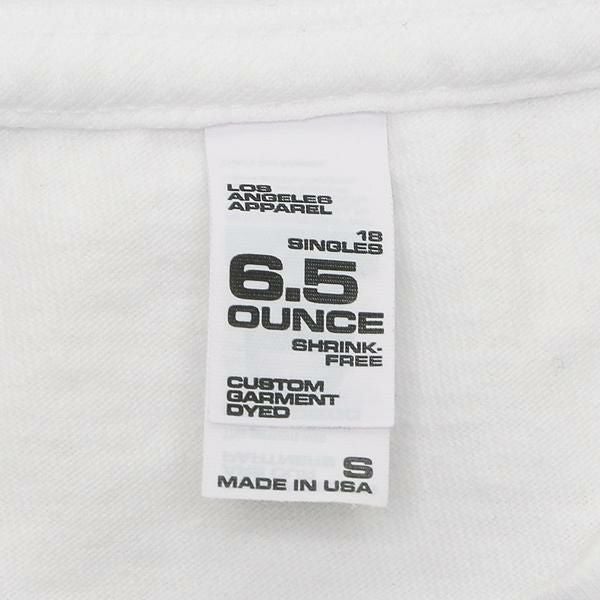 LOS
ANGELES
APPAREL
18
SINGLES
6.5
OUNCE
SHRINK-
FREE
CUSTOM
GARMENT
DYED
S
MADE IN USA